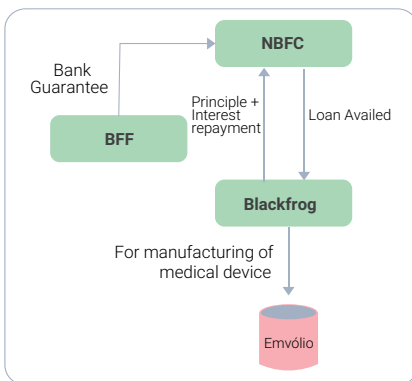 NBFC
Bank
Guarantee
BFF
Principle +
Interest
repayment
Loan Availed
Blackfrog
For manufacturing of
medical device
Emvólio